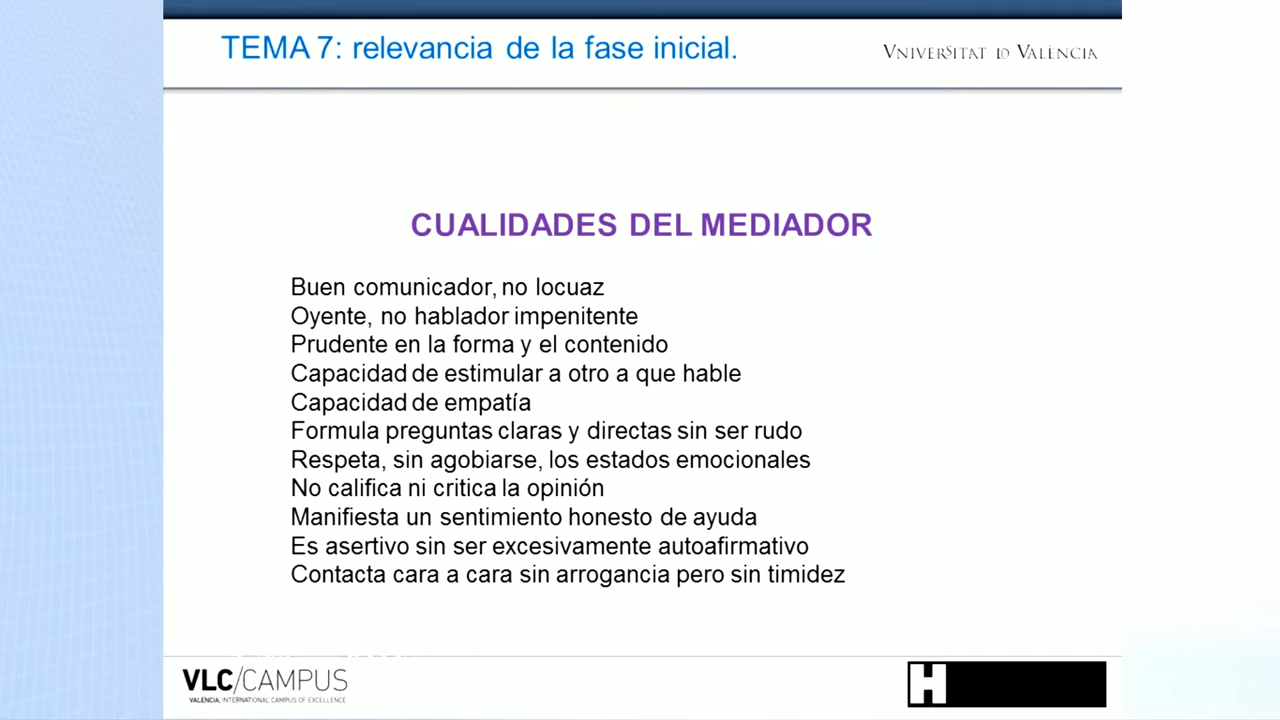 TEMA 7: relevancia de la fase inicial.
VNIVERSITAT ID VALÈNCIA
CUALIDADES DEL MEDIADOR
Buen comunicador, no locuaz
Oyente, no hablador impenitente
Prudente en la forma y el contenido
Capacidad de estimular a otro a que hable
Capacidad de empatía
Formula preguntas claras y directas sin ser rudo
Respeta, sin agobiarse, los estados emocionales
No califica ni critica la opinión
Manifiesta un sentimiento honesto de ayuda
Es asertivo sin ser excesivamente autoafirmativo
Contacta cara a cara sin arrogancia pero sin timidez
VLC/CAMPUS
VALENCIA, INTERNATIONAL CAMPUS OF EXCELLENCE
H